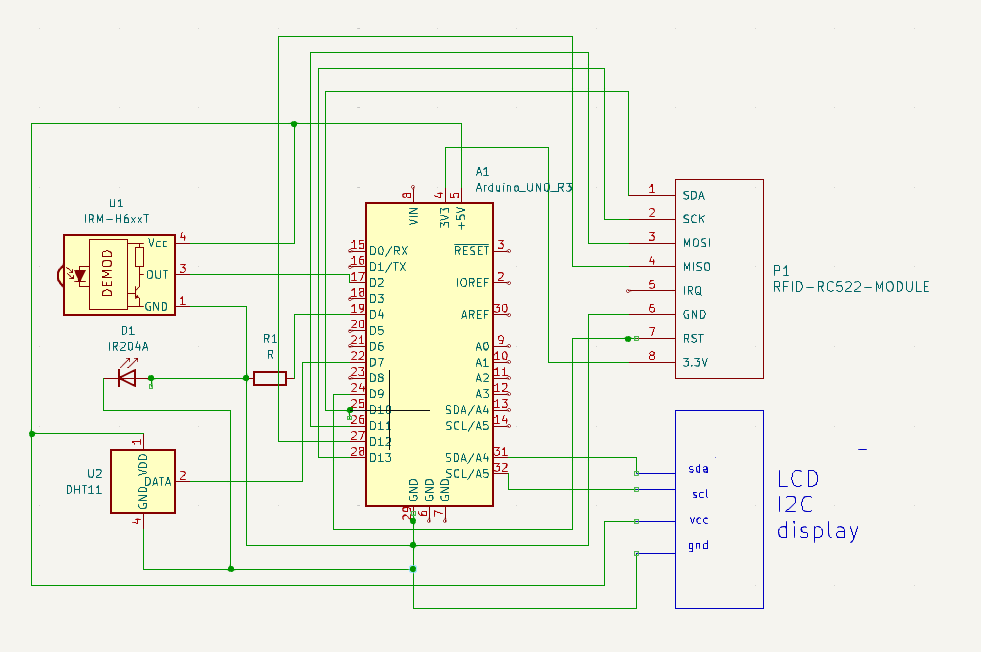 A1
Arduino_UNO_R3
8
4
5
VIN
3V3
+5V
15 D0/RX
16 D1/TX
17 D2
18 D3
19 D4
20 D5
21 D6
22 D7
23 D8
24 D9
25 D10
26 D11
27 D12
28 D13
RESET 3
IOREF 2
AREF 30
A0 9
A1 10
A2 11
A3 12
SDA/A4 13
SCL/A5 14
SDA/A4 31
SCL/A5 32
GND
GND
GND
29
6
7
U1
IRM-H6xxT
DEMOD
Vcc 4
OUT 3
GND 1
D1
IR204A
R1
R
U2
DHT11
1
VDD
DATA 2
GND
4
1 SDA
2 SCK
3 MOSI
4 MISO
5 IRQ
6 GND
7 RST
8 3.3V
P1
RFID-RC522-MODULE
sda
scl
vcc
gnd
LCD
I2C
display